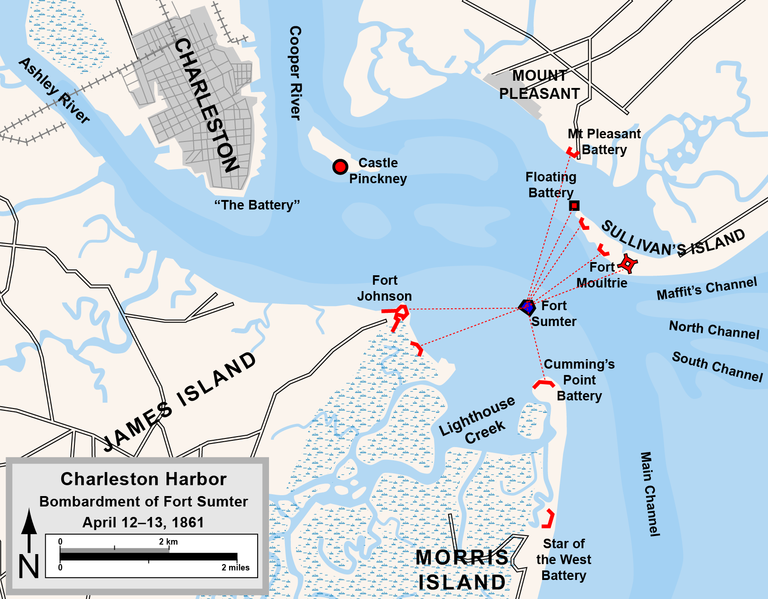 Ashley River
CHARLESTON
Cooper River
MOUNT
PLEASANT
Mt Pleasant
Battery
Castle
Pinckney
Floating
Battery
“The Battery”
SULLIVAN’S ISLAND
Fort
Moultrie
Fort
Johnson
Maffit’s Channel
Fort
Sumter
North Channel
South Channel
JAMES ISLAND
Cumming’s
Point
Battery
Lighthouse
Creek
Main Channel
Star of
the West
Battery
MORRIS
ISLAND
Charleston Harbor
Bombardment of Fort Sumter
April 12–13, 1861
0 2 km
0 2 miles
N